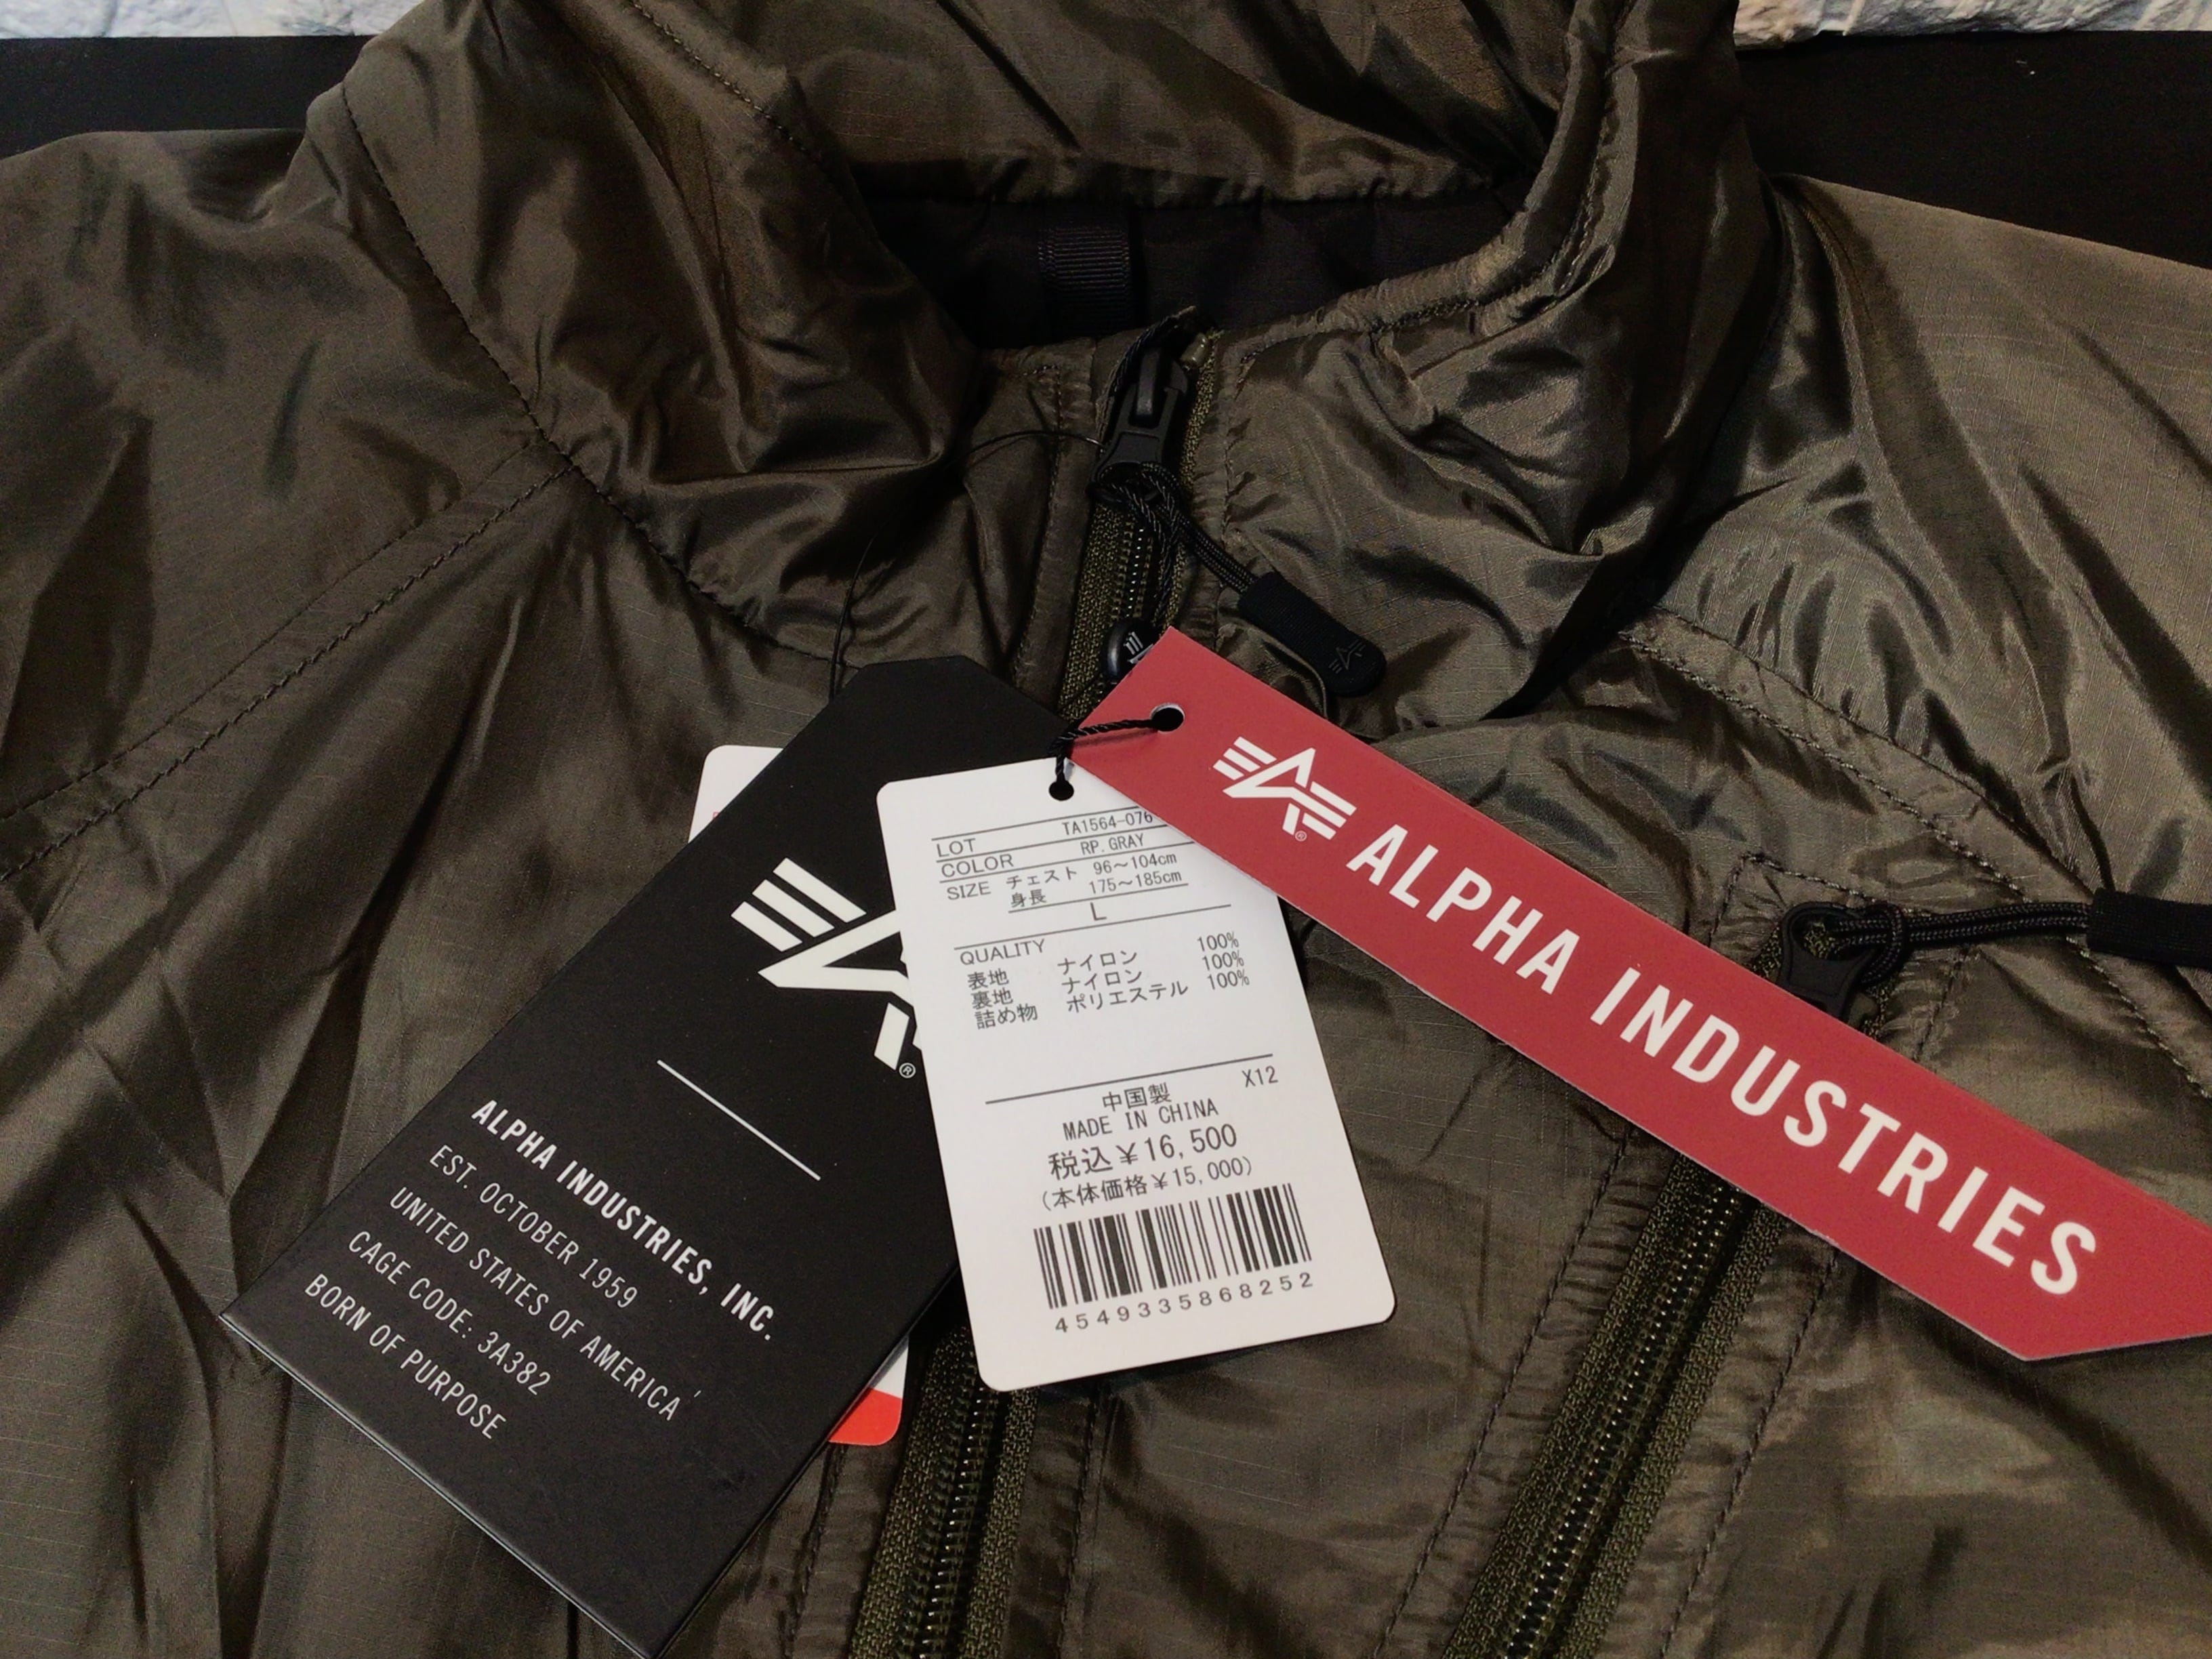 LOT TA1564-076
COLOR RP.GRAY
SIZE チェスト 96～104cm
身長 175～185cm
L
QUALITY
表地 ナイロン 100%
裏地 ナイロン 100%
詰め物 ポリエステル 100%
X12
中国製
MADE IN CHINA
税込¥16,500
(本体価格¥15,000)
4549335868252
ALPHA INDUSTRIES
ALPHA INDUSTRIES, INC.
EST. OCTOBER 1959
UNITED STATES OF AMERICA
CAGE CODE: 3A382
BORN OF PURPOSE